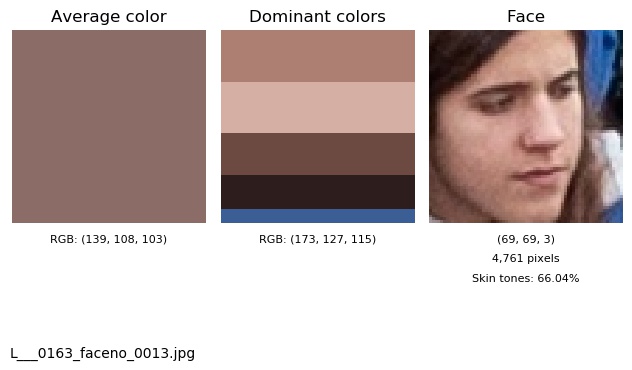 Average color
Dominant colors
Face
RGB: (139, 108, 103)
RGB: (173, 127, 115)
(69, 69, 3)
4,761 pixels
Skin tones: 66.04%
L___0163_faceno_0013.jpg